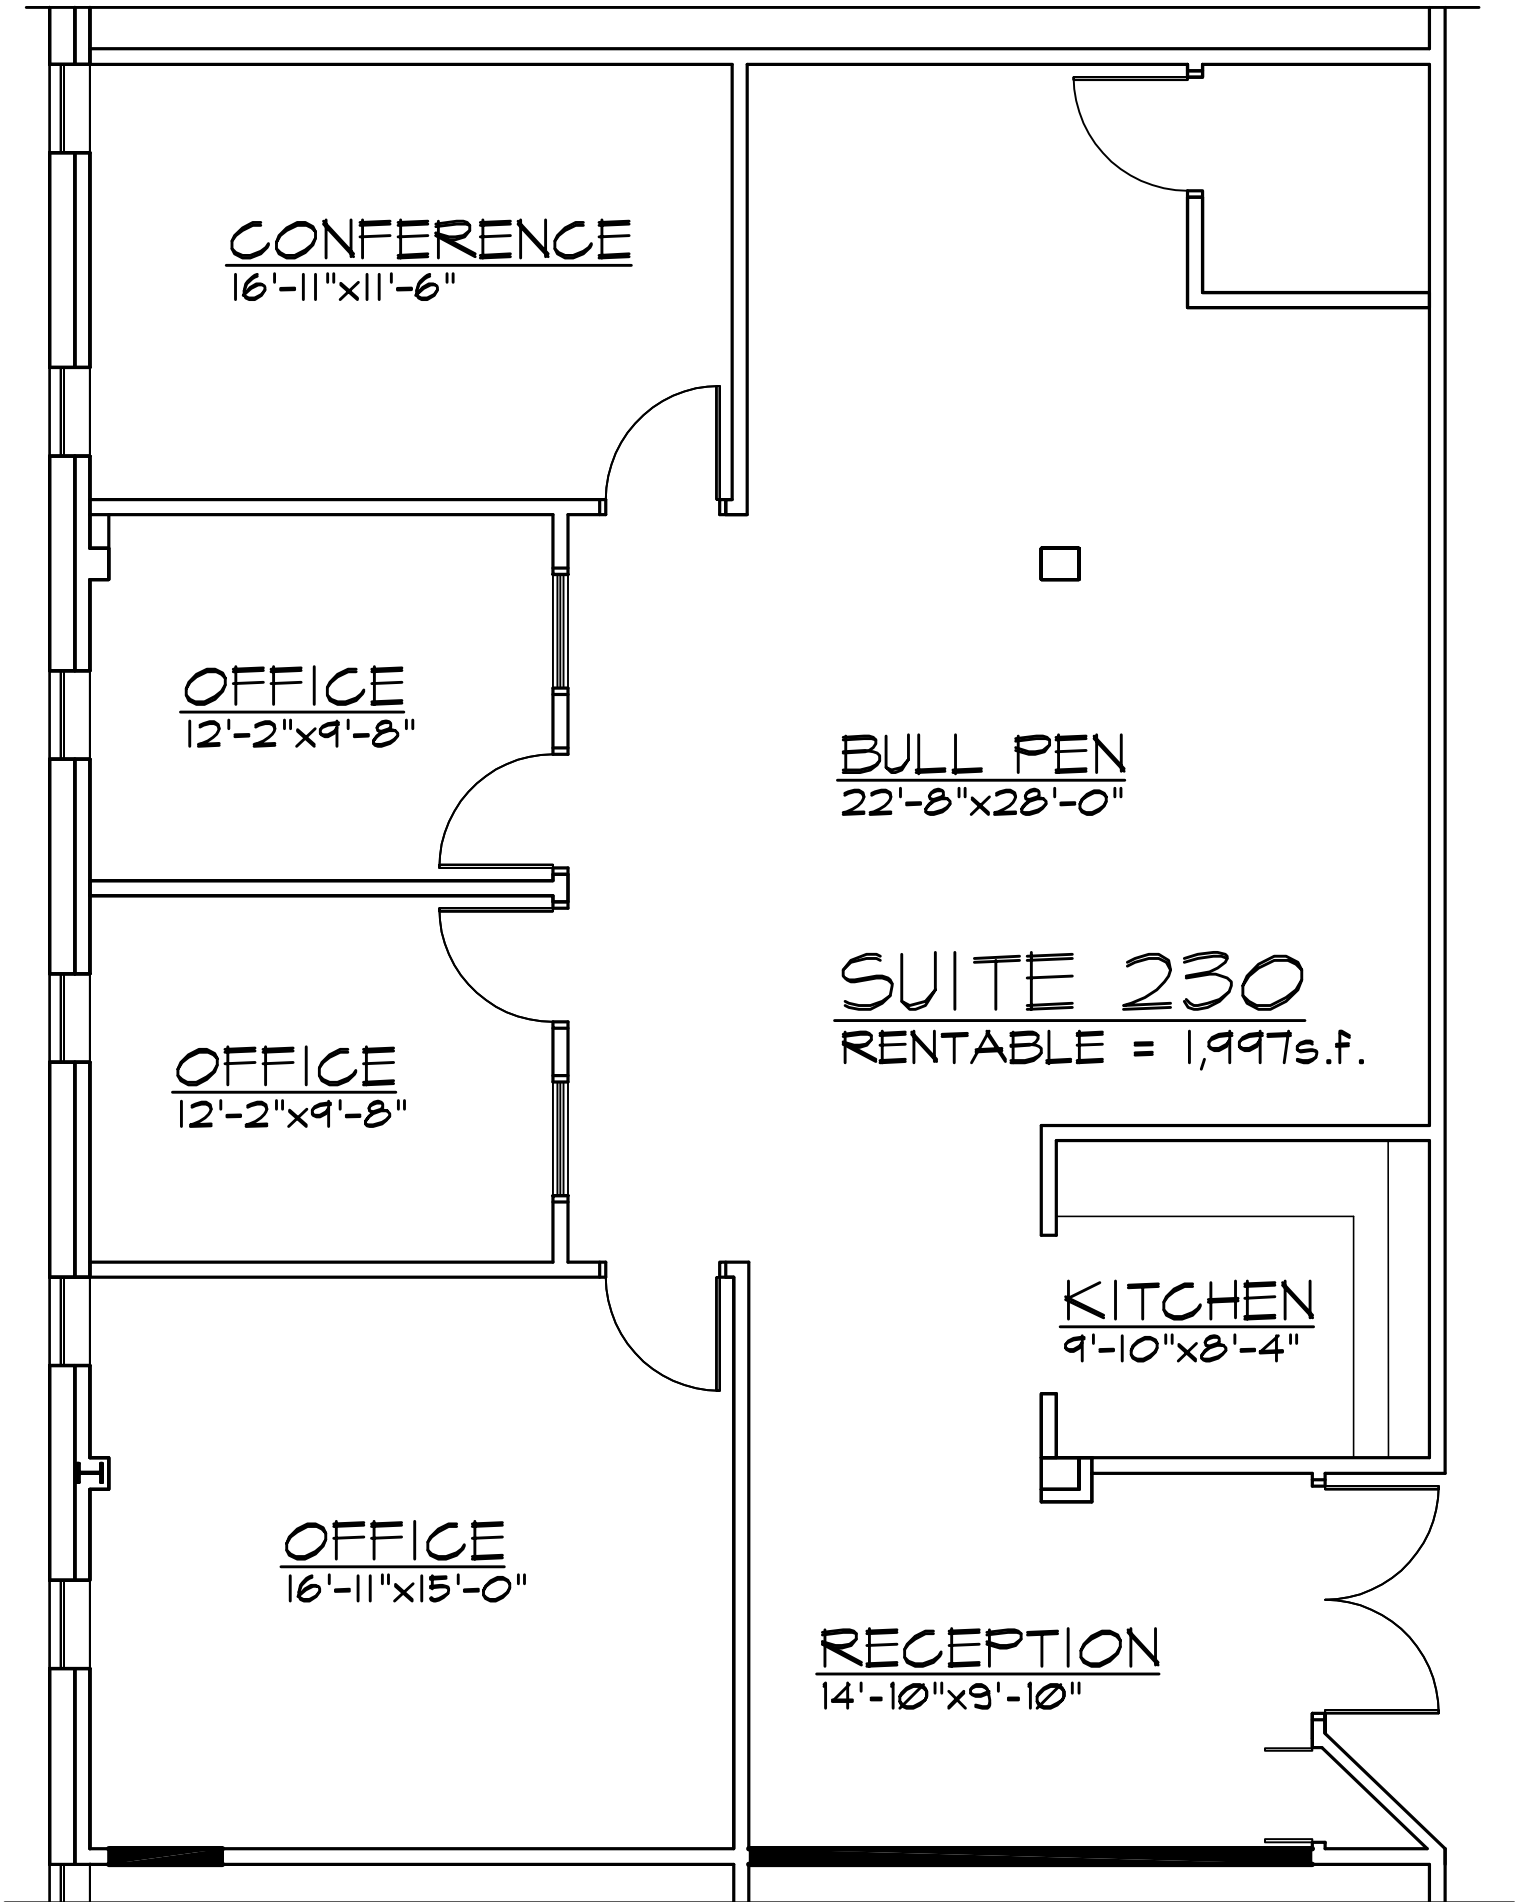 CONFERENCE
16'-11"x11'-6"
OFFICE
12'-2"x9'-8"
BULL PEN
22'-8"x28'-0"
SUITE 230
RENTABLE = 1,997s.f.
OFFICE
12'-2"x9'-8"
KITCHEN
9'-10"x8'-4"
OFFICE
16'-11"x15'-0"
RECEPTION
14'-10"x9'-10"